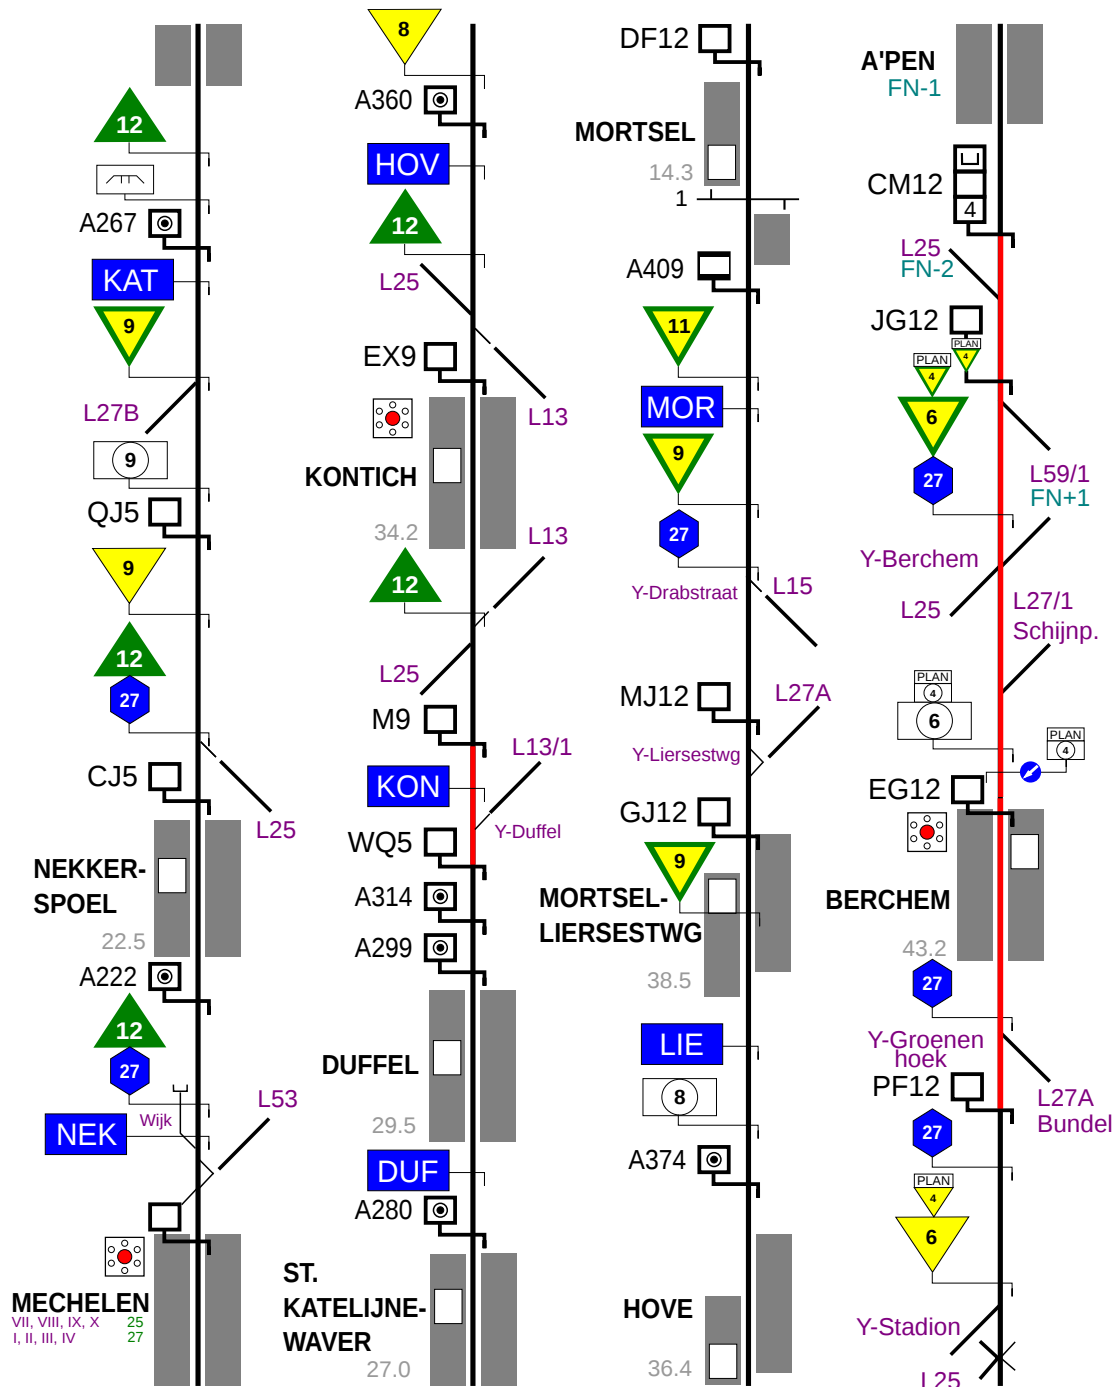 12
A267
KAT
9
L27B
9
QJ5
9
12
27
CJ5
L25
NEKKER-
SPOEL
22.5
A222
12
27
Wijk
L53
NEK
MECHELEN
VII, VIII, IX, X 25
I, II, III, IV 27
8
A360
HOV
12
L25
EX9
L13
KONTICH
34.2
L13
12
L25
M9
L13/1
KON
Y-Duffel
WQ5
A314
A299
DUFFEL
29.5
DUF
A280
ST.
KATELIJNE-
WAVER
27.0
DF12
MORTSEL
14.3
1
A409
11
MOR
9
27
Y-Drabstraat
L15
MJ12
L27A
Y-Liersestwg
GJ12
9
MORTSEL-
LIERSESTWG
38.5
LIE
8
A374
HOVE
36.4
A'PEN
FN-1
CM12
4
L25
FN-2
JG12
PLAN
4
PLAN
4
6
27
L59/1
FN+1
Y-Berchem
L25
L27/1
Schijnp.
PLAN
4
6
PLAN
4
EG12
BERCHEM
43.2
27
Y-Groenen
hoek
PF12
L27A
Bundel
27
PLAN
4
6
Y-Stadion
L25